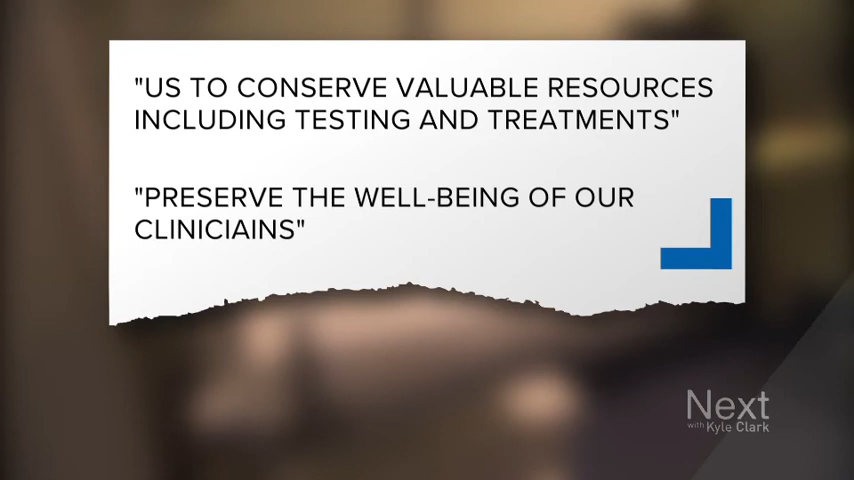 "US TO CONSERVE VALUABLE RESOURCES
INCLUDING TESTING AND TREATMENTS"
"PRESERVE THE WELL-BEING OF OUR
CLINICIAINS"
Next
with Kyle Clark